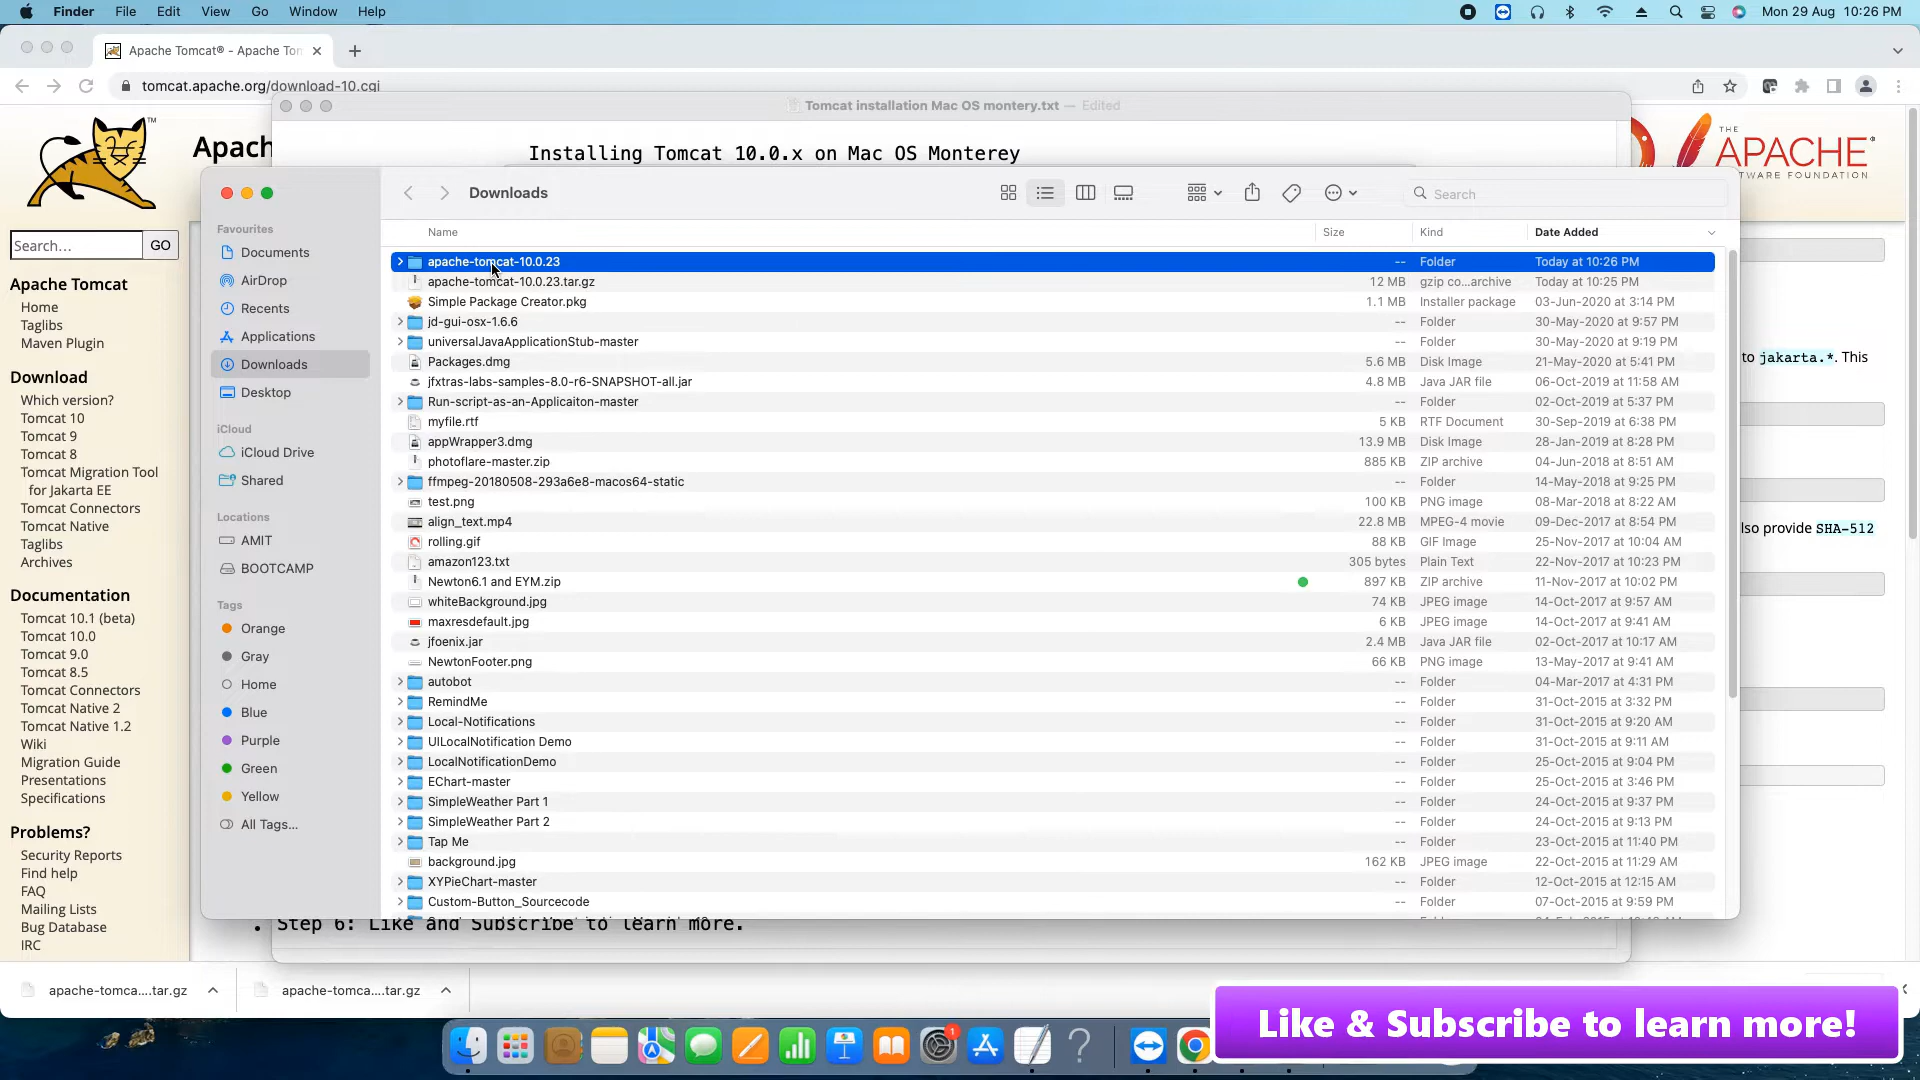 Finder File Edit View Go Window Help
Mon 29 Aug 10:26 PM
Apache Tomcat® - Apache Tom
tomcat.apache.org/download-10.cgi
Tomcat installation Mac OS montery.txt — Edited
Installing Tomcat 10.0.x on Mac OS Monterey
TM
Apach
THE
APACHE
SOFTWARE FOUNDATION
Search…
GO
Apache Tomcat
Home
Taglibs
Maven Plugin
Download
Which version?
Tomcat 10
Tomcat 9
Tomcat 8
Tomcat Migration Tool
for Jakarta EE
Tomcat Connectors
Tomcat Native
Taglibs
Archives
Documentation
Tomcat 10.1 (beta)
Tomcat 10.0
Tomcat 9.0
Tomcat 8.5
Tomcat Connectors
Tomcat Native 2
Tomcat Native 1.2
Wiki
Migration Guide
Presentations
Specifications
Problems?
Security Reports
Find help
FAQ
Mailing Lists
Bug Database
IRC
Favourites
Documents
AirDrop
Recents
Applications
Downloads
Desktop
iCloud
iCloud Drive
Shared
Locations
AMIT
BOOTCAMP
Tags
Orange
Gray
Home
Blue
Purple
Green
Yellow
All Tags...
Downloads
Search
Name Size Kind Date Added
apache-tomcat-10.0.23 -- Folder Today at 10:26 PM
apache-tomcat-10.0.23.tar.gz 12 MB gzip co...archive Today at 10:25 PM
Simple Package Creator.pkg 1.1 MB Installer package 03-Jun-2020 at 3:14 PM
jd-gui-osx-1.6.6 -- Folder 30-May-2020 at 9:57 PM
universalJavaApplicationStub-master -- Folder 30-May-2020 at 9:19 PM
Packages.dmg 5.6 MB Disk Image 21-May-2020 at 5:41 PM
jfxtras-labs-samples-8.0-r6-SNAPSHOT-all.jar 4.8 MB Java JAR file 06-Oct-2019 at 11:58 AM
Run-script-as-an-Applicaiton-master -- Folder 02-Oct-2019 at 5:37 PM
myfile.rtf 5 KB RTF Document 30-Sep-2019 at 6:38 PM
appWrapper3.dmg 13.9 MB Disk Image 28-Jan-2019 at 8:28 PM
photoflare-master.zip 885 KB ZIP archive 04-Jun-2018 at 8:51 AM
ffmpeg-20180508-293a6e8-macos64-static -- Folder 14-May-2018 at 9:25 PM
test.png 100 KB PNG image 08-Mar-2018 at 8:22 AM
align_text.mp4 22.8 MB MPEG-4 movie 09-Dec-2017 at 8:54 PM
rolling.gif 88 KB GIF Image 25-Nov-2017 at 10:04 AM
amazon123.txt 305 bytes Plain Text 22-Nov-2017 at 10:23 PM
Newton6.1 and EYM.zip 897 KB ZIP archive 11-Nov-2017 at 10:02 PM
whiteBackground.jpg 74 KB JPEG image 14-Oct-2017 at 9:57 AM
maxresdefault.jpg 6 KB JPEG image 14-Oct-2017 at 9:41 AM
jfoenix.jar 2.4 MB Java JAR file 02-Oct-2017 at 10:17 AM
NewtonFooter.png 66 KB PNG image 13-May-2017 at 9:41 AM
autobot -- Folder 04-Mar-2017 at 4:31 PM
RemindMe -- Folder 31-Oct-2015 at 3:32 PM
Local-Notifications -- Folder 31-Oct-2015 at 9:20 AM
UILocalNotification Demo -- Folder 31-Oct-2015 at 9:11 AM
LocalNotificationDemo -- Folder 25-Oct-2015 at 9:04 PM
EChart-master -- Folder 25-Oct-2015 at 3:46 PM
SimpleWeather Part 1 -- Folder 24-Oct-2015 at 9:37 PM
SimpleWeather Part 2 -- Folder 24-Oct-2015 at 9:13 PM
Tap Me -- Folder 23-Oct-2015 at 11:40 PM
background.jpg 162 KB JPEG image 22-Oct-2015 at 11:29 AM
XYPieChart-master -- Folder 12-Oct-2015 at 12:15 AM
Custom-Button_Sourcecode -- Folder 07-Oct-2015 at 9:59 PM
to jakarta.*. This
lso provide SHA-512
• Step 6: Like and Subscribe to learn more.
apache-tomca....tar.gz
apache-tomca....tar.gz
1
Like & Subscribe to learn more!